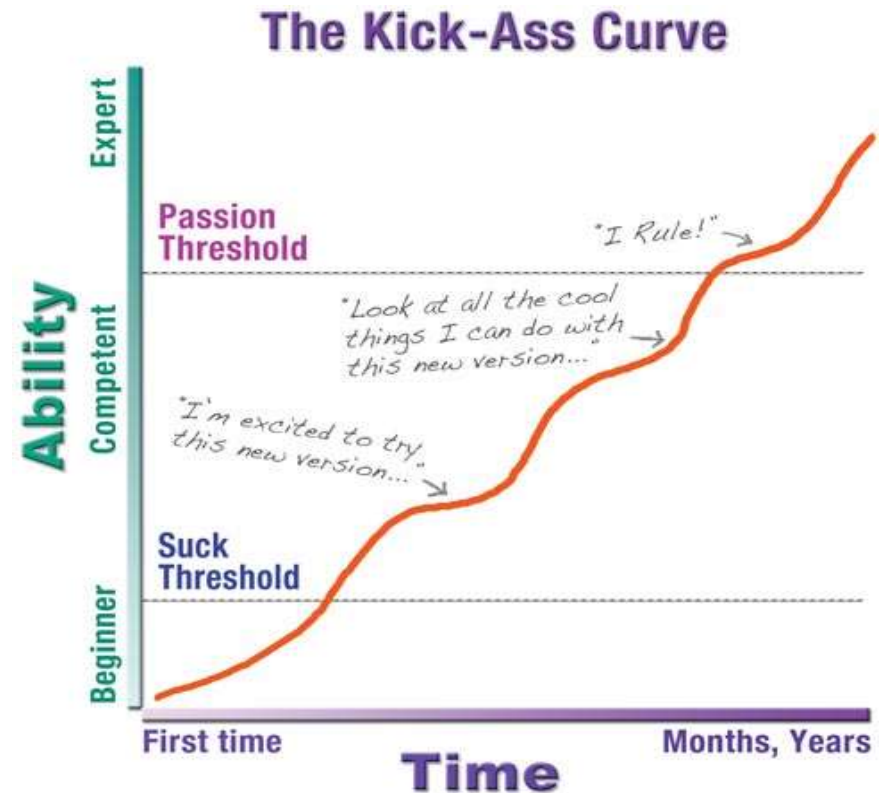 The Kick-Ass Curve
Expert
Passion
Threshold
"I Rule!"
"Look at all the cool
things I can do with
this new version..."
Ability
Competent
"I'm excited to try
this new version..."
Suck
Threshold
Beginner
First time
Months, Years
Time